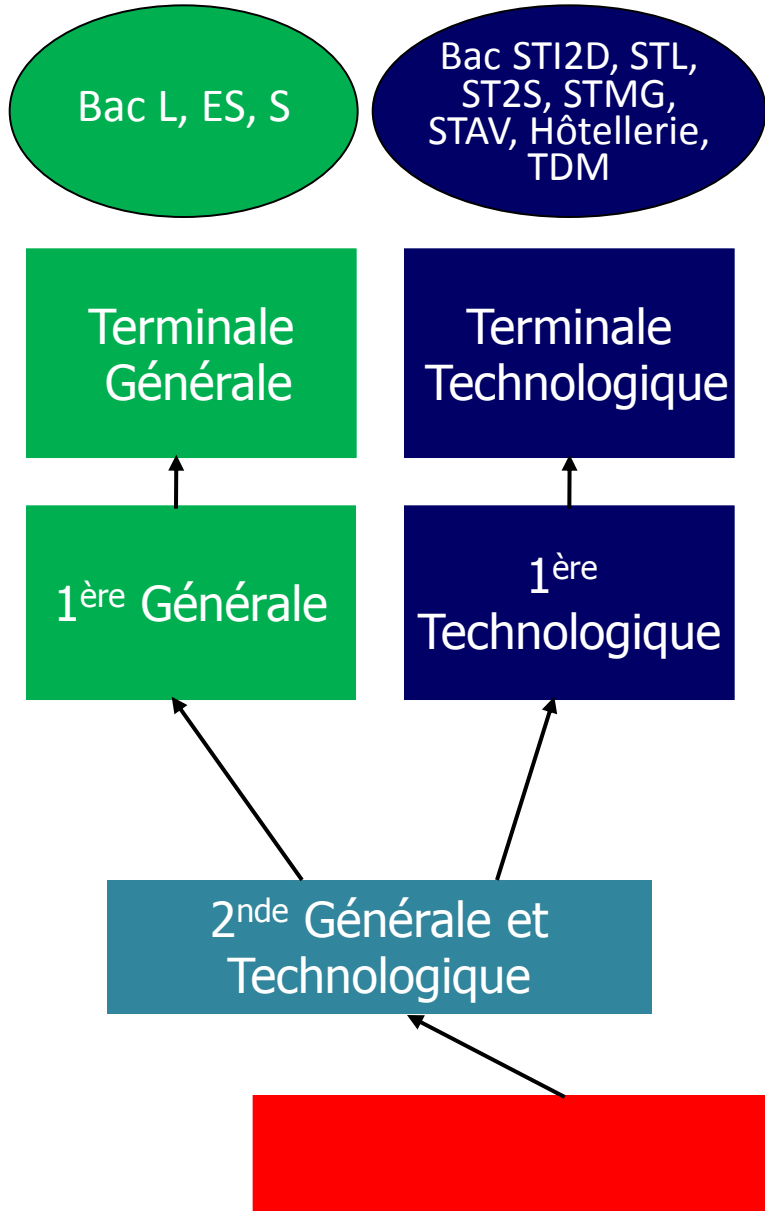 Bac L, ES, S
Bac STI2D, STL,
ST2S, STMG,
STAV, Hôtellerie,
TDM
Terminale
Générale
Terminale
Technologique
1ère Générale
1ère
Technologique
2nde Générale et
Technologique